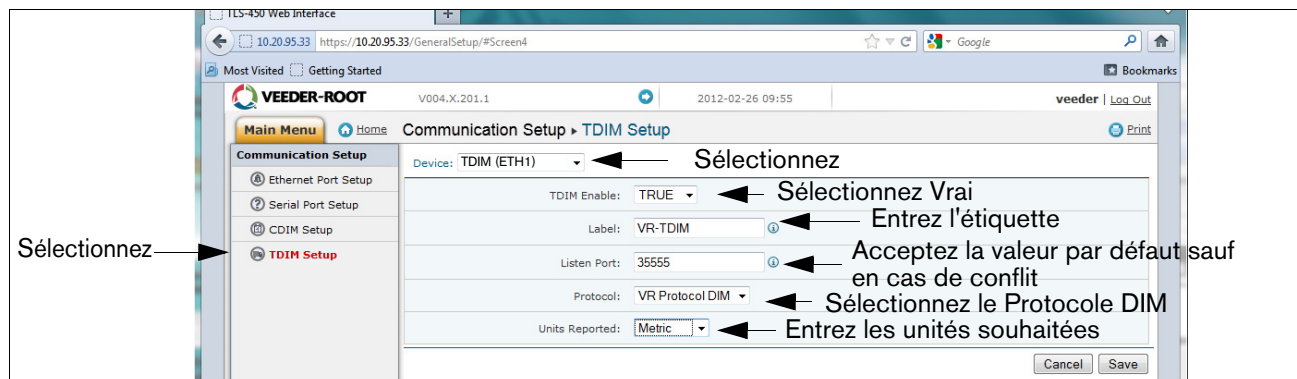 TLS-450 Web Interface
+
10.20.95.33 https://10.20.95.33/GeneralSetup/#Screen4 Google
Most Visited Getting Started Bookmarks
VEEDER-ROOT V004.X.201.1 2012-02-26 09:55 veeder | Log Out
Main Menu Home Communication Setup ▸ TDIM Setup Print
Communication Setup
Ethernet Port Setup
Serial Port Setup
CDIM Setup
TDIM Setup
Sélectionnez
Device: TDIM (ETH1) Sélectionnez
TDIM Enable: TRUE Sélectionnez Vrai
Label: VR-TDIM Entrez l'étiquette
Listen Port: 35555 Acceptez la valeur par défaut sauf
en cas de conflit
Protocol: VR Protocol DIM Sélectionnez le Protocole DIM
Units Reported: Metric Entrez les unités souhaitées
Cancel Save